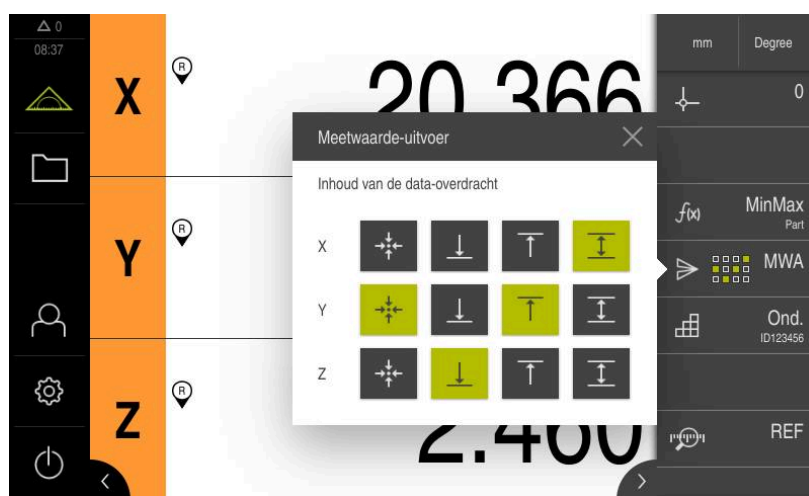 0
08:37
X
R
20.366
Y
R
Z
R
2.460
Meetwaarde-uitvoer
Inhoud van de data-overdracht
X
Y
Z
mm
Degree
0
f(x)
MinMax
Part
MWA
Ond.
ID123456
REF